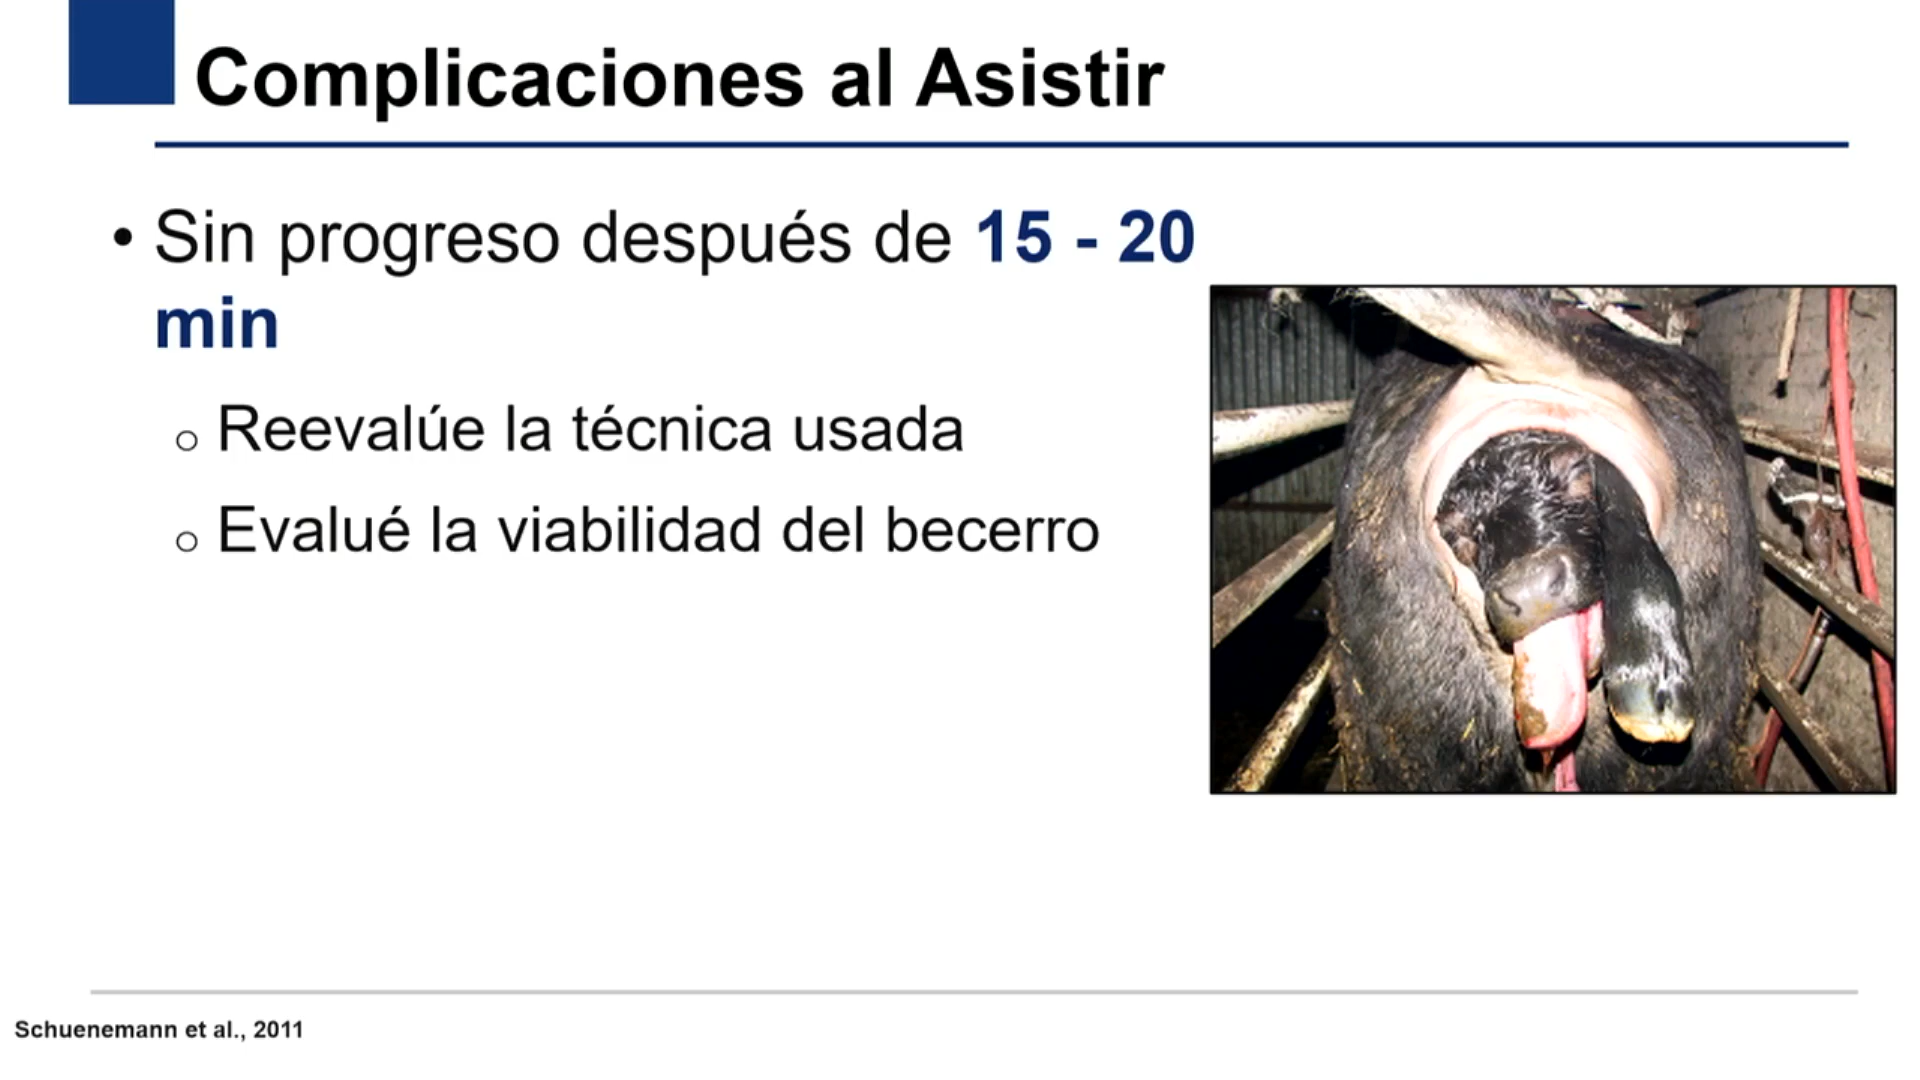 Complicaciones al Asistir
• Sin progreso después de 15 - 20
min
o Reevalúe la técnica usada
o Evalué la viabilidad del becerro
Schuenemann et al., 2011